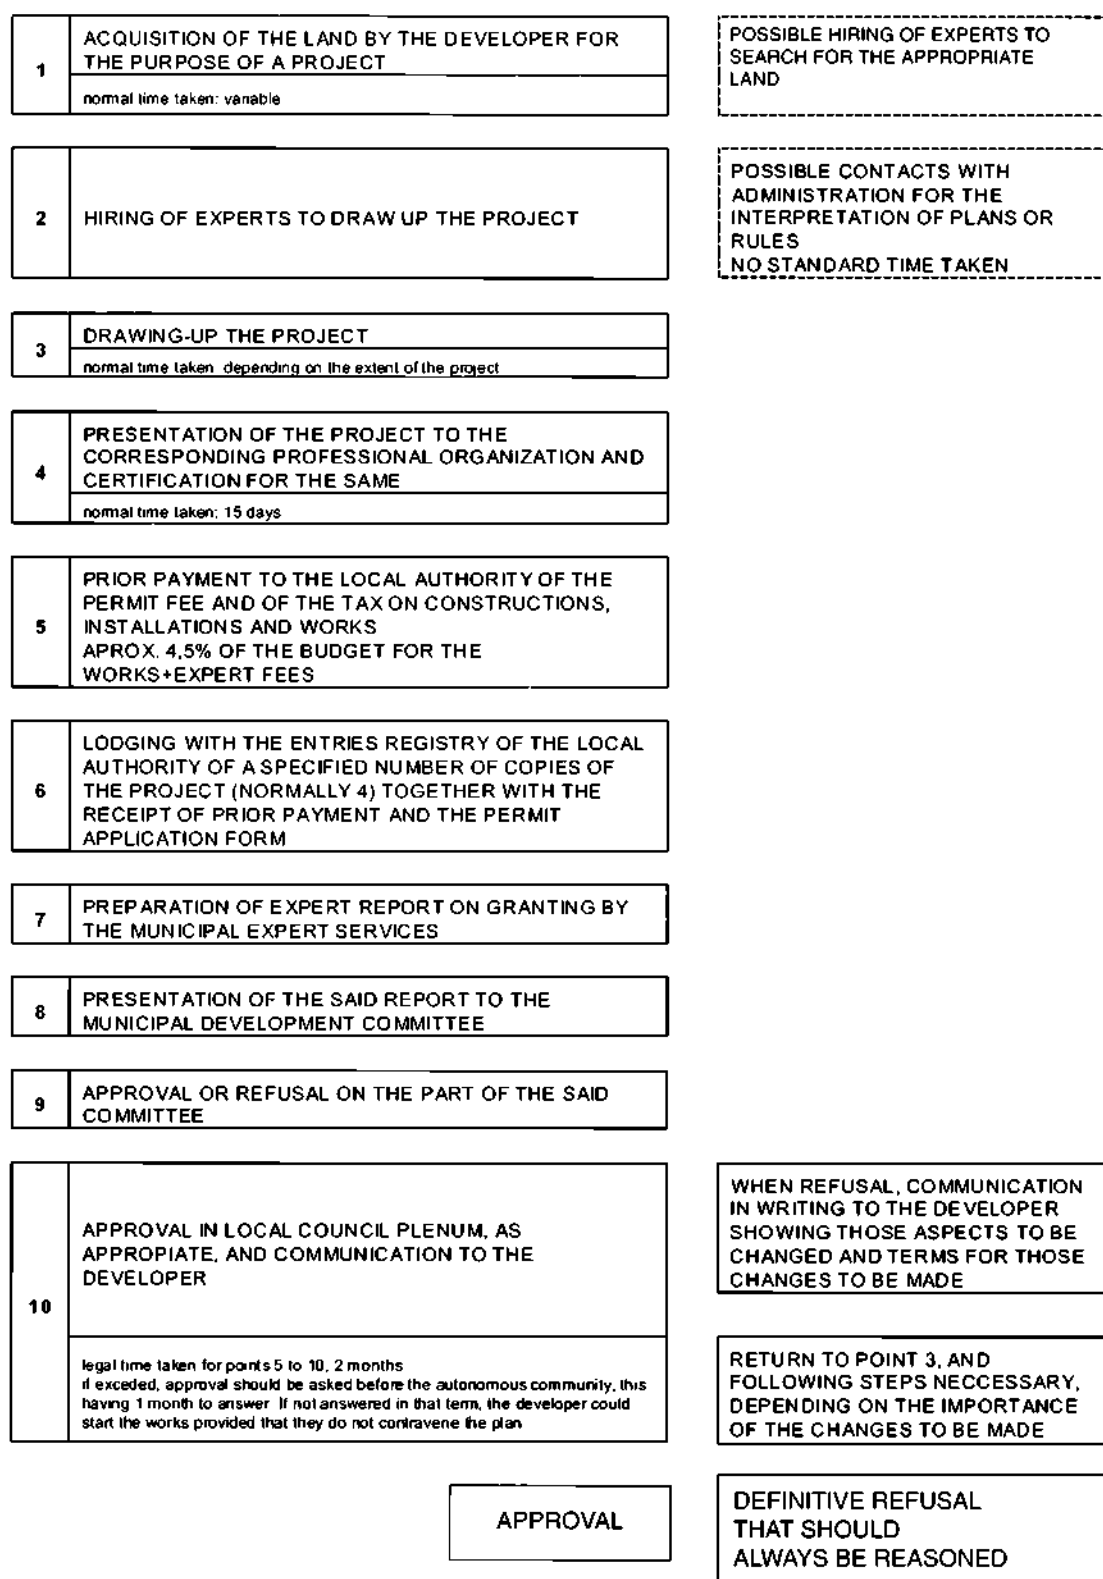 1
ACQUISITION OF THE LAND BY THE DEVELOPER FOR
THE PURPOSE OF A PROJECT
normal time taken: variable
POSSIBLE HIRING OF EXPERTS TO
SEARCH FOR THE APPROPRIATE
LAND
2
HIRING OF EXPERTS TO DRAW UP THE PROJECT
POSSIBLE CONTACTS WITH
ADMINISTRATION FOR THE
INTERPRETATION OF PLANS OR
RULES
NO STANDARD TIME TAKEN
3
DRAWING-UP THE PROJECT
normal time taken depending on the extent of the project
4
PRESENTATION OF THE PROJECT TO THE
CORRESPONDING PROFESSIONAL ORGANIZATION AND
CERTIFICATION FOR THE SAME
normal time taken: 15 days
5
PRIOR PAYMENT TO THE LOCAL AUTHORITY OF THE
PERMIT FEE AND OF THE TAX ON CONSTRUCTIONS,
INSTALLATIONS AND WORKS
APROX. 4,5% OF THE BUDGET FOR THE
WORKS+EXPERT FEES
6
LODGING WITH THE ENTRIES REGISTRY OF THE LOCAL
AUTHORITY OF A SPECIFIED NUMBER OF COPIES OF
THE PROJECT (NORMALLY 4) TOGETHER WITH THE
RECEIPT OF PRIOR PAYMENT AND THE PERMIT
APPLICATION FORM
7
PREPARATION OF EXPERT REPORT ON GRANTING BY
THE MUNICIPAL EXPERT SERVICES
8
PRESENTATION OF THE SAID REPORT TO THE
MUNICIPAL DEVELOPMENT COMMITTEE
9
APPROVAL OR REFUSAL ON THE PART OF THE SAID
COMMITTEE
10
APPROVAL IN LOCAL COUNCIL PLENUM, AS
APPROPIATE, AND COMMUNICATION TO THE
DEVELOPER
legal time taken for points 5 to 10, 2 months
if exceded, approval should be asked before the autonomous community, this
having 1 month to answer If not answered in that term, the developer could
start the works provided that they do not contravene the plan
WHEN REFUSAL, COMMUNICATION
IN WRITING TO THE DEVELOPER
SHOWING THOSE ASPECTS TO BE
CHANGED AND TERMS FOR THOSE
CHANGES TO BE MADE
RETURN TO POINT 3, AND
FOLLOWING STEPS NECCESSARY,
DEPENDING ON THE IMPORTANCE
OF THE CHANGES TO BE MADE
APPROVAL
DEFINITIVE REFUSAL
THAT SHOULD
ALWAYS BE REASONED